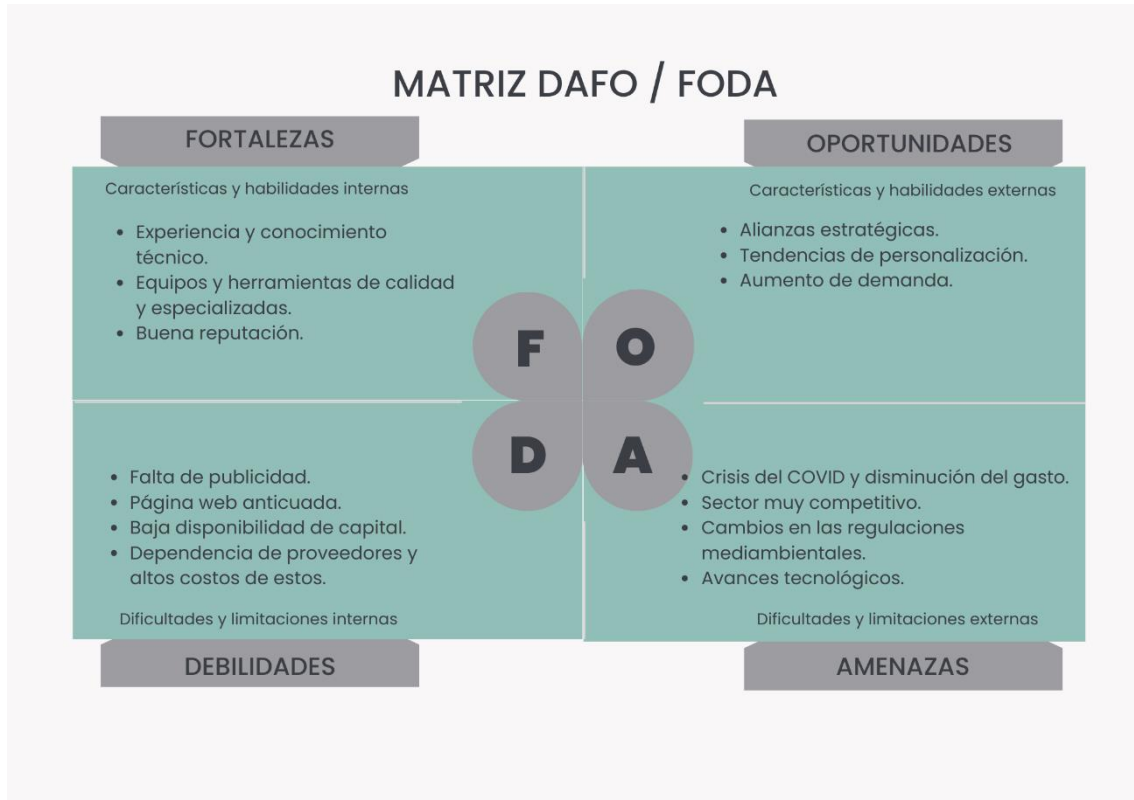 MATRIZ DAFO / FODA
FORTALEZAS
Características y habilidades internas
• Experiencia y conocimiento
técnico.
• Equipos y herramientas de calidad
y especializadas.
• Buena reputación.
OPORTUNIDADES
Características y habilidades externas
• Alianzas estratégicas.
• Tendencias de personalización.
• Aumento de demanda.
F O
D A
• Falta de publicidad.
• Página web anticuada.
• Baja disponibilidad de capital.
• Dependencia de proveedores y
altos costos de estos.
Dificultades y limitaciones internas
DEBILIDADES
• Crisis del COVID y disminución del gasto.
• Sector muy competitivo.
• Cambios en las regulaciones
mediambientales.
• Avances tecnológicos.
Dificultades y limitaciones externas
AMENAZAS